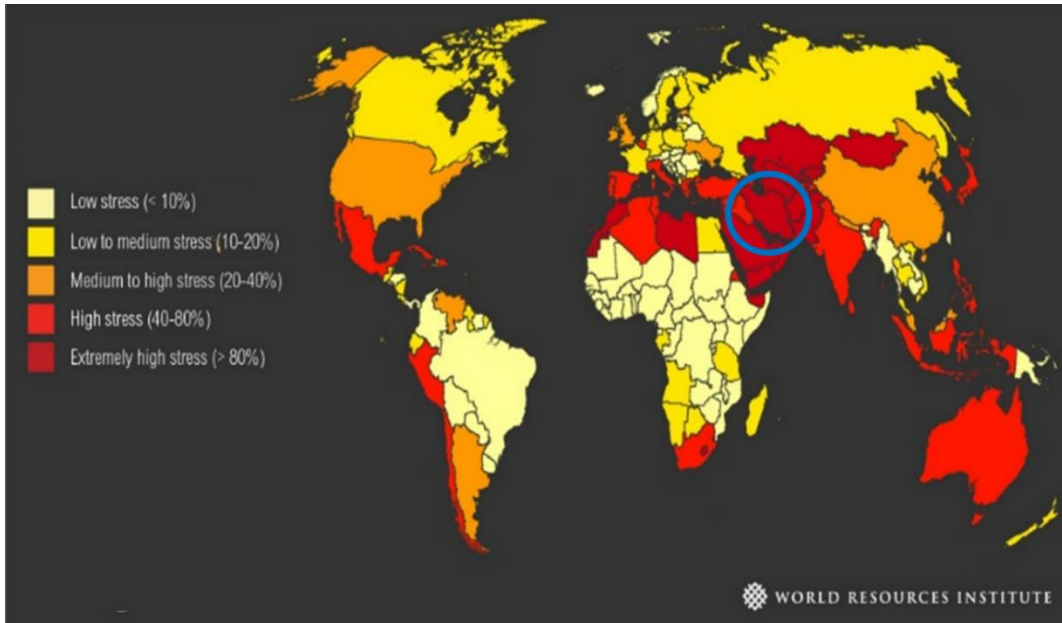 Low stress (< 10%)
Low to medium stress (10-20%)
Medium to high stress (20-40%)
High stress (40-80%)
Extremely high stress (> 80%)
WORLD RESOURCES INSTITUTE